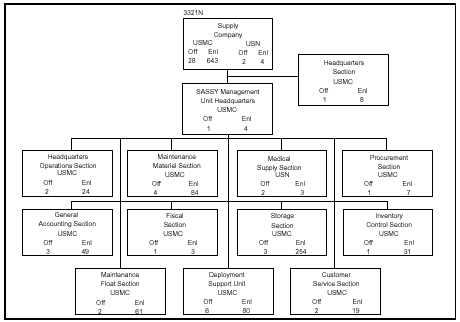 3321N
Supply
Company
USMC USN
Off Enl Off Enl
28 643 2 4
Headquarters
Section
USMC
Off Enl
1 8
SASSY Management
Unit Headquarters
USMC
Off Enl
1 4
Headquarters
Operations Section
USMC
Off Enl
2 24
Maintenance
Materiel Section
USMC
Off Enl
4 84
Medical
Supply Section
USN
Off Enl
2 3
Procurement
Section
USMC
Off Enl
1 7
General
Accounting Section
USMC
Off Enl
3 49
Fiscal
Section
USMC
Off Enl
1 3
Storage
Section
USMC
Off Enl
3 254
Inventory
Control Section
USMC
Off Enl
1 31
Maintenance
Float Section
USMC
Off Enl
2 61
Deployment
Support Unit
USMC
Off Enl
6 80
Customer
Service Section
USMC
Off Enl
2 19